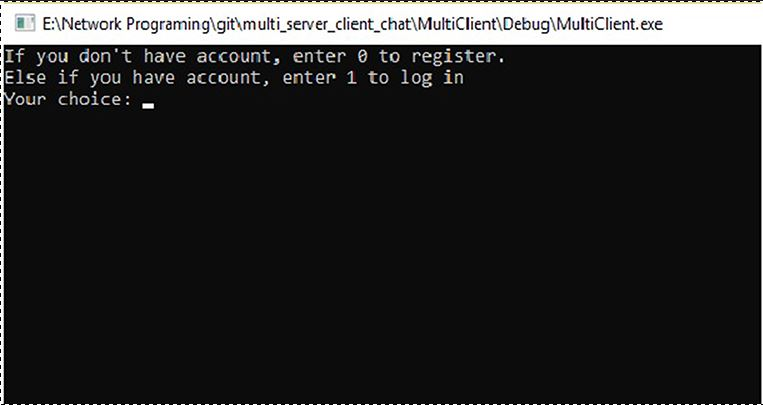 E:\Network Programing\git\multi_server_client_chat\MultiClient\Debug\MultiClient.exe
If you don't have account, enter 0 to register.
Else if you have account, enter 1 to log in
Your choice: